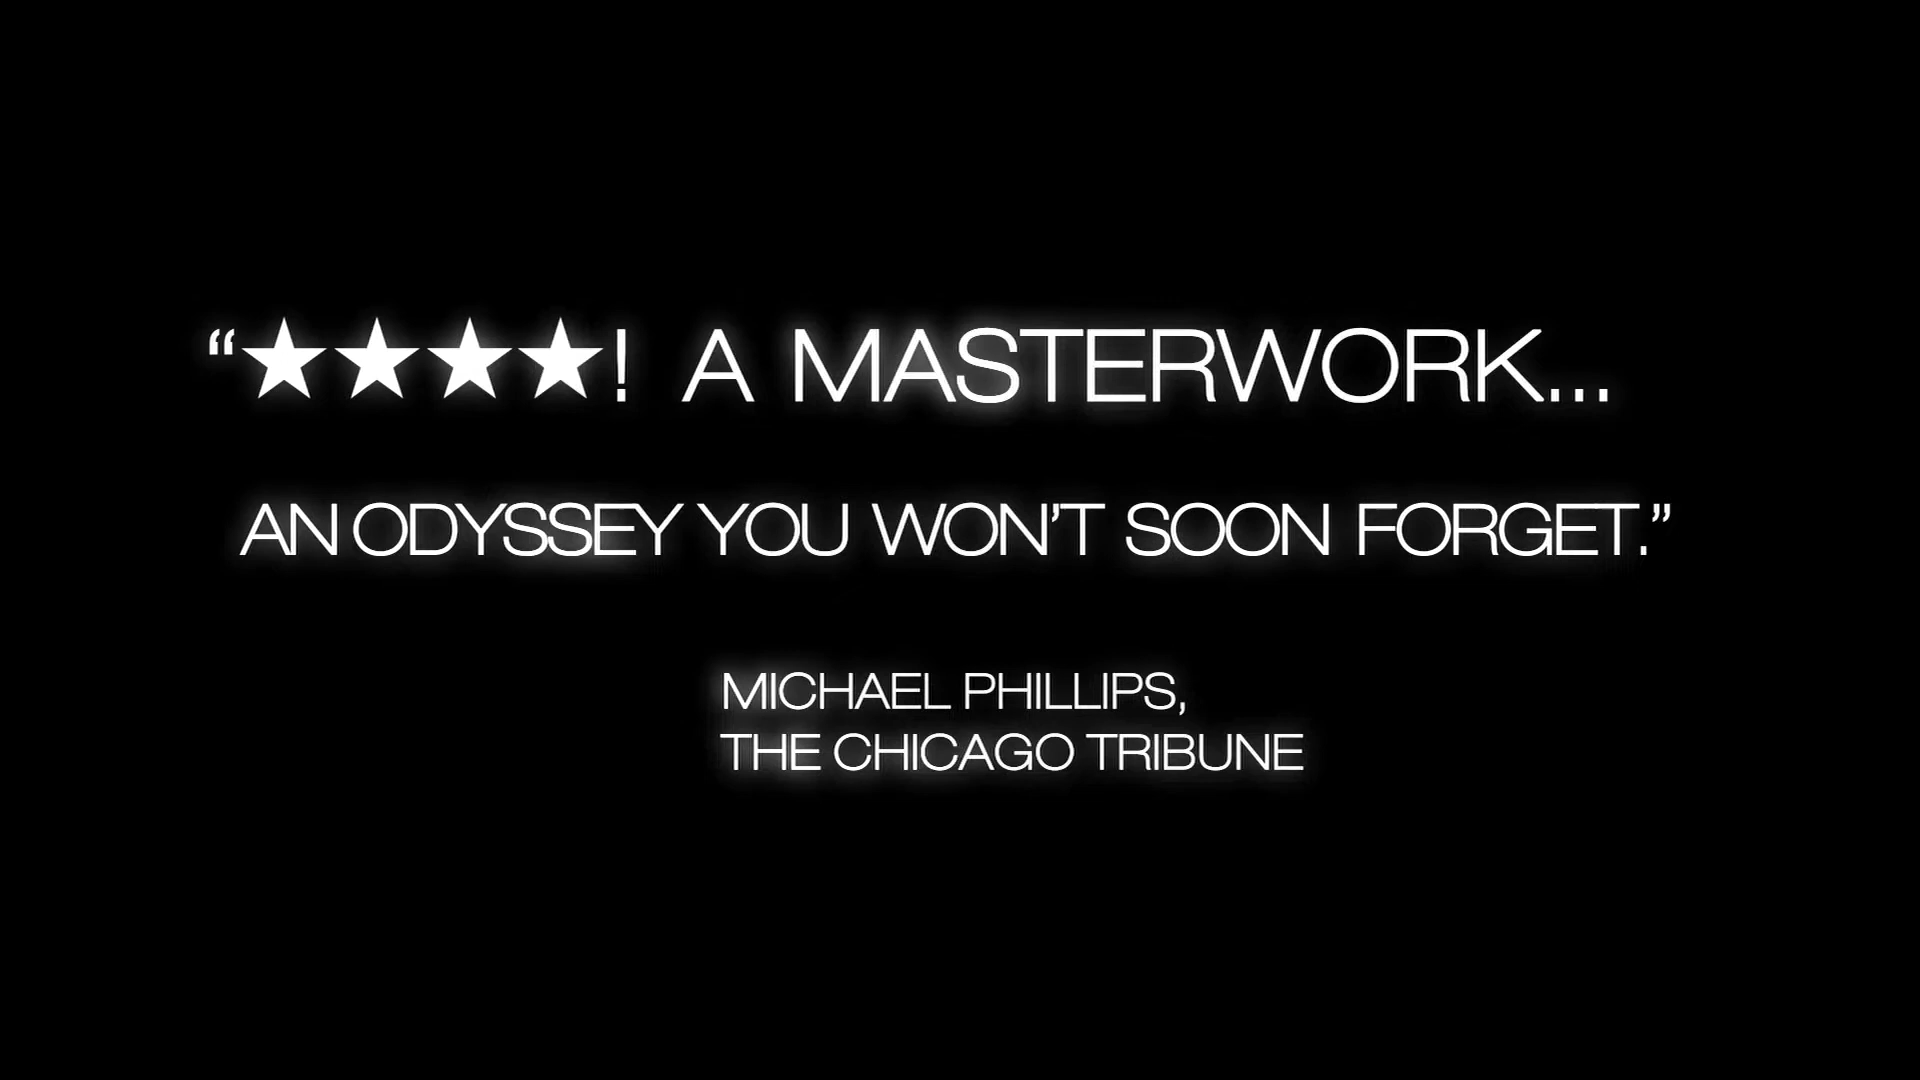 “★★★★! A MASTERWORK...
AN ODYSSEY YOU WON’T SOON FORGET.”
MICHAEL PHILLIPS,
THE CHICAGO TRIBUNE